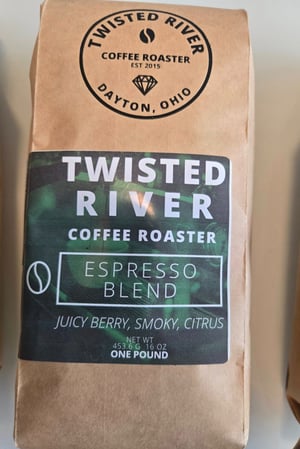 TWISTED RIVER
COFFEE ROASTER
EST 2015
DAYTON, OHIO
TWISTED
RIVER
COFFEE ROASTER
ESPRESSO
BLEND
JUICY BERRY, SMOKY, CITRUS
NET WT
453.6 G 16 OZ
ONE POUND